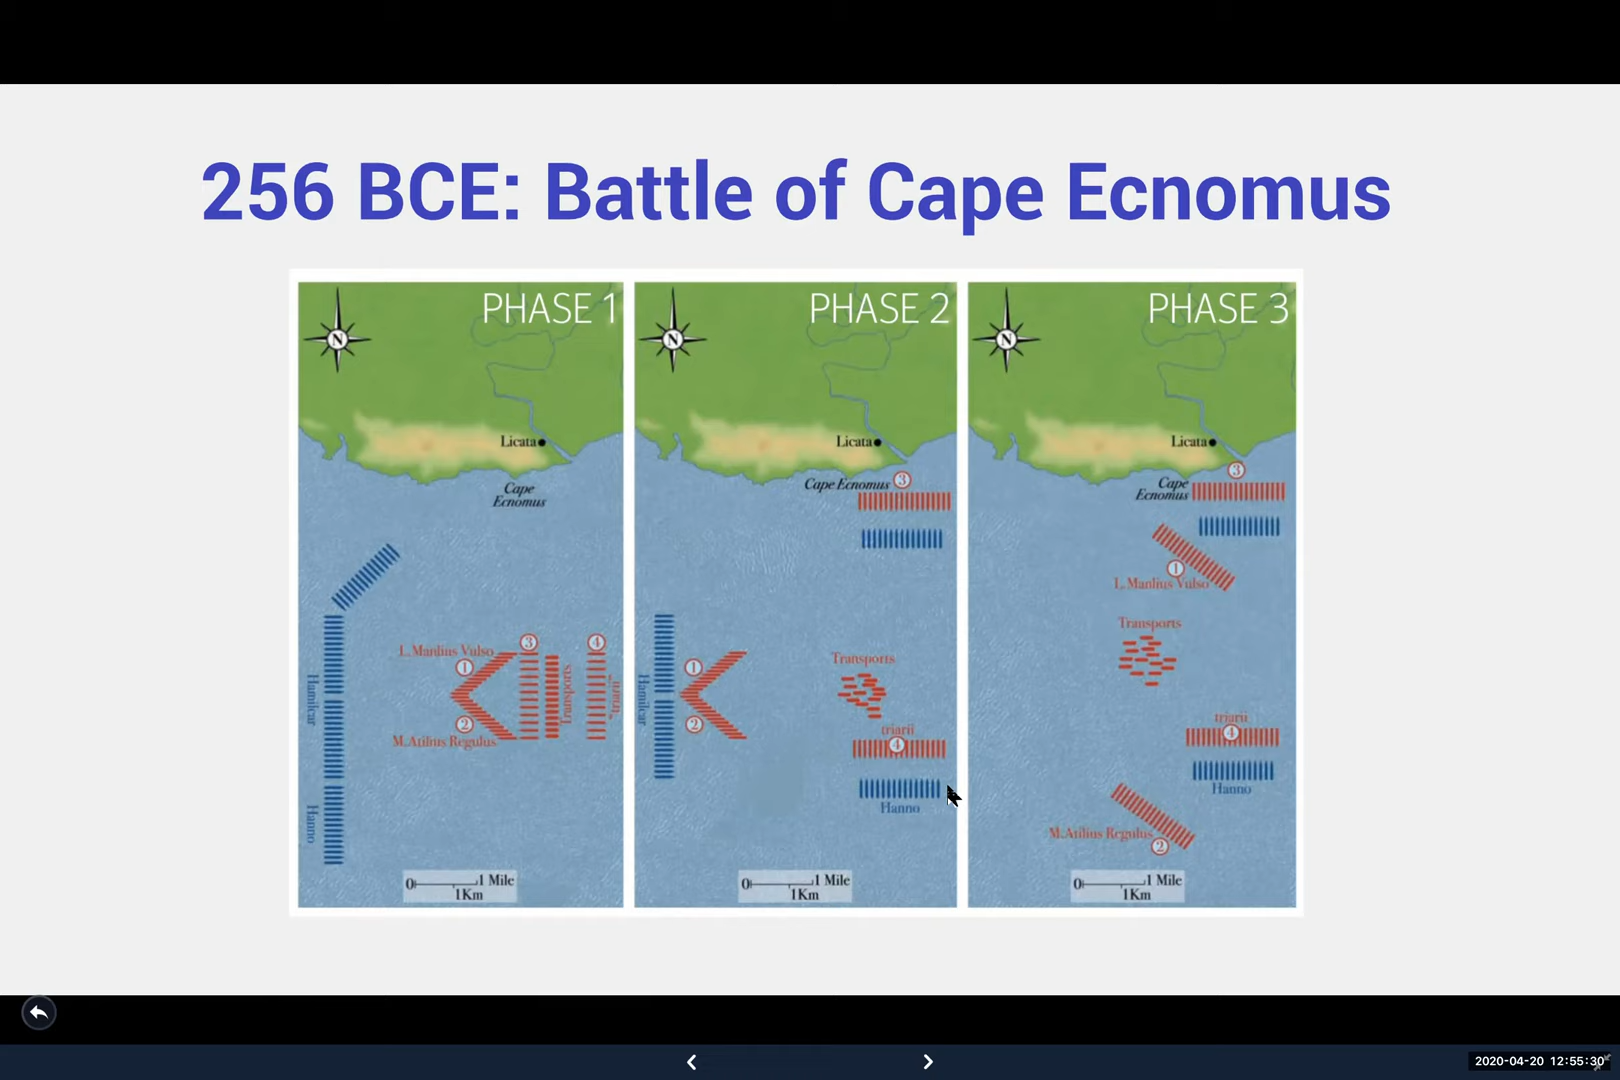 256 BCE: Battle of Cape Ecnomus
PHASE 1
N
Licata
Cape
Ecnomus
L. Manlius Vulso
1
3
4
Hamilcar
Transports
"triarii"
2
M. Atilius Regulus
Hanno
0 1 Mile
1Km
PHASE 2
N
Licata
Cape Ecnomus
3
Transports
1
Hamilcar
2
triarii
4
Hanno
0 1 Mile
1Km
PHASE 3
N
Licata
3
Cape
Ecnomus
1
L. Manlius Vulso
Transports
triarii
4
Hanno
M. Atilius Regulus
2
0 1 Mile
1Km
2020-04-20 12:55:30